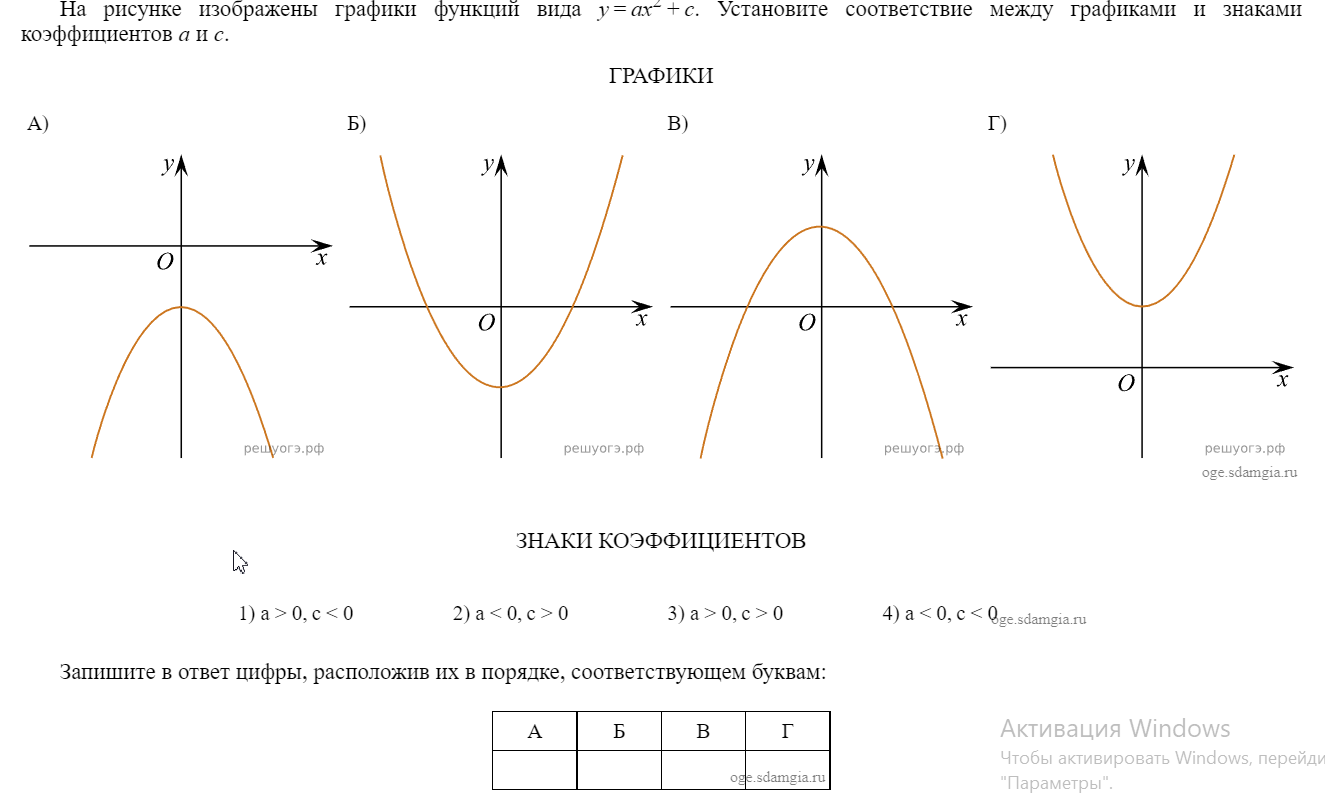 На рисунке изображены графики функций вида y = ax² + c. Установите соответствие между графиками и знаками
коэффициентов a и c.
ГРАФИКИ
А) Б) В) Г)
y y y y
O x O x O x O x
решуогэ.рф решуогэ.рф решуогэ.рф решуогэ.рф
oge.sdamgia.ru
ЗНАКИ КОЭФФИЦИЕНТОВ
1) a > 0, c < 0 2) a < 0, c > 0 3) a > 0, c > 0 4) a < 0, c < 0
oge.sdamgia.ru
Запишите в ответ цифры, расположив их в порядке, соответствующем буквам:
А Б В Г
oge.sdamgia.ru
Активация Windows
Чтобы активировать Windows, перейди
"Параметры".